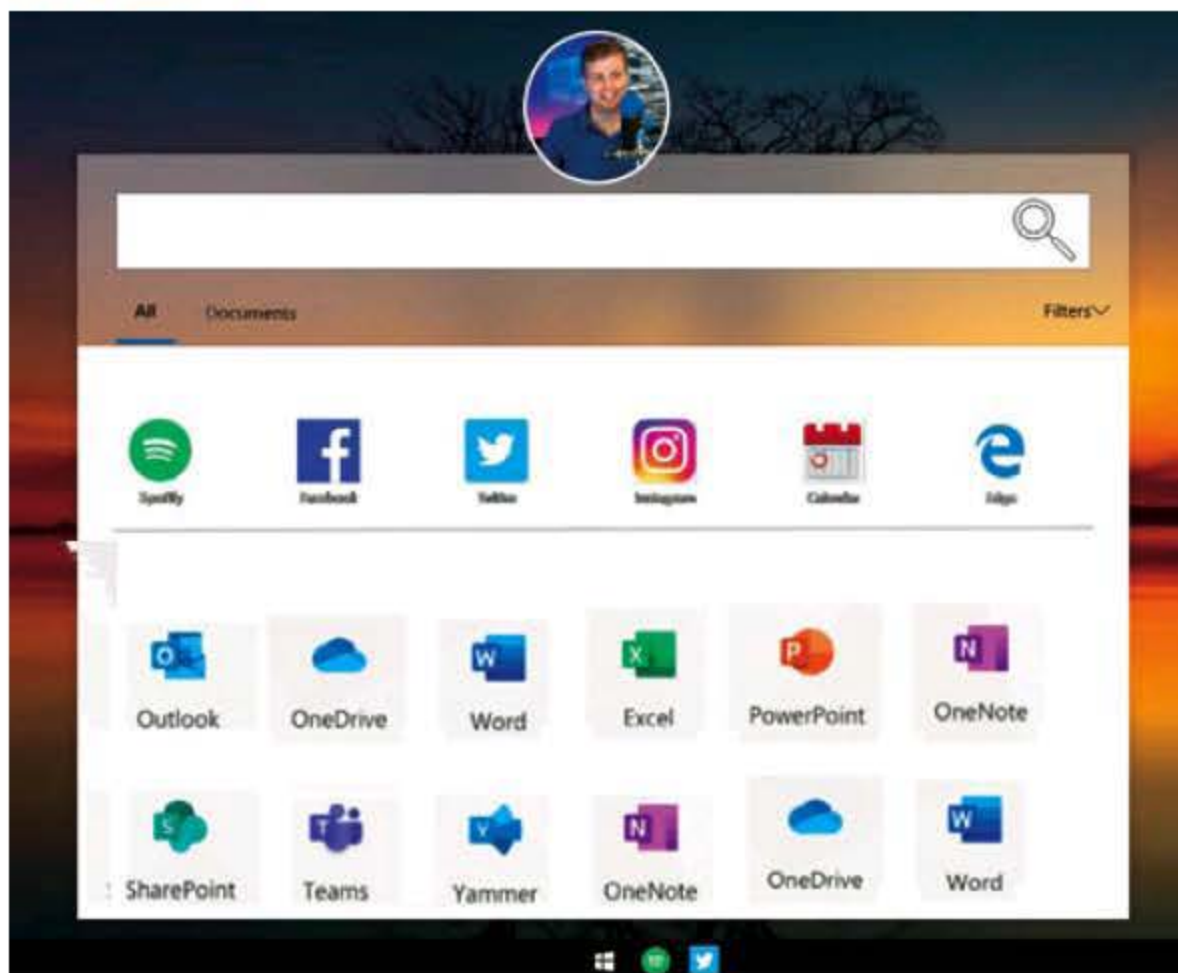 All Documents Filters
Spotify Facebook Twitter Instagram Calendar Edge
Outlook OneDrive Word Excel PowerPoint OneNote
SharePoint Teams Yammer OneNote OneDrive Word